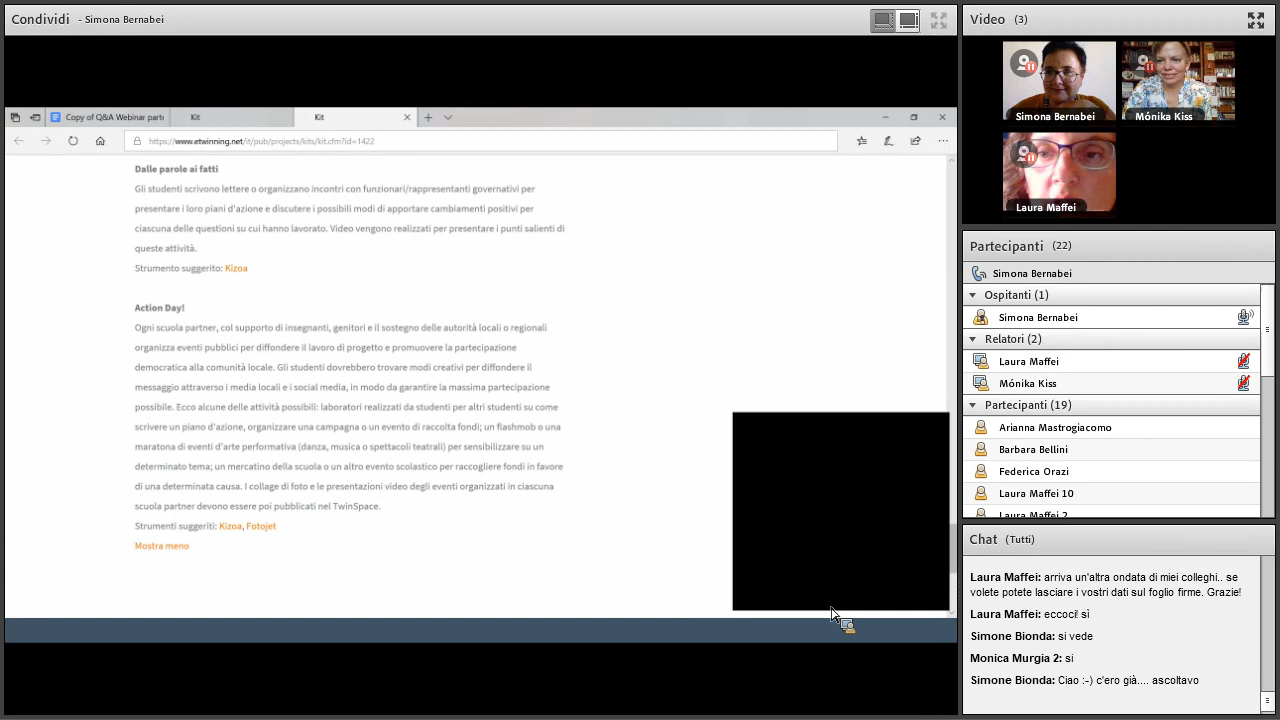 Condividi - Simona Bernabei
Copy of Q&A Webinar parte
Kit
Kit
https://www.etwinning.net/it/pub/projects/kits/kit.cfm?id=1422
Dalle parole ai fatti
Gli studenti scrivono lettere o organizzano incontri con funzionari/rappresentanti governativi per
presentare i loro piani d'azione e discutere i possibili modi di apportare cambiamenti positivi per
ciascuna delle questioni su cui hanno lavorato. Video vengono realizzati per presentare i punti salienti di
queste attività.
Strumento suggerito: Kizoa
Action Day!
Ogni scuola partner, col supporto di insegnanti, genitori e il sostegno delle autorità locali o regionali
organizza eventi pubblici per diffondere il lavoro di progetto e promuovere la partecipazione
democratica alla comunità locale. Gli studenti dovrebbero trovare modi creativi per diffondere il
messaggio attraverso i media locali e i social media, in modo da garantire la massima partecipazione
possibile. Ecco alcune delle attività possibili: laboratori realizzati da studenti per altri studenti su come
scrivere un piano d'azione, organizzare una campagna o un evento di raccolta fondi; un flashmob o una
maratona di eventi d'arte performativa (danza, musica o spettacoli teatrali) per sensibilizzare su un
determinato tema; un mercatino della scuola o un altro evento scolastico per raccogliere fondi in favore
di una determinata causa. I collage di foto e le presentazioni video degli eventi organizzati in ciascuna
scuola partner devono essere poi pubblicati nel TwinSpace.
Strumenti suggeriti: Kizoa, Fotojet
Mostra meno
Video (3)
Simona Bernabei
Mónika Kiss
Laura Maffei
Partecipanti (22)
Simona Bernabei
Ospitanti (1)
Simona Bernabei
Relatori (2)
Laura Maffei
Mónika Kiss
Partecipanti (19)
Arianna Mastrogiacomo
Barbara Bellini
Federica Orazi
Laura Maffei 10
Laura Maffei 2
Chat (Tutti)
Laura Maffei: arriva un'altra ondata di miei colleghi.. se
volete potete lasciare i vostri dati sul foglio firme. Grazie!
Laura Maffei: eccoci! sì
Simone Bionda: si vede
Monica Murgia 2: si
Simone Bionda: Ciao :-) c'ero già.... ascoltavo